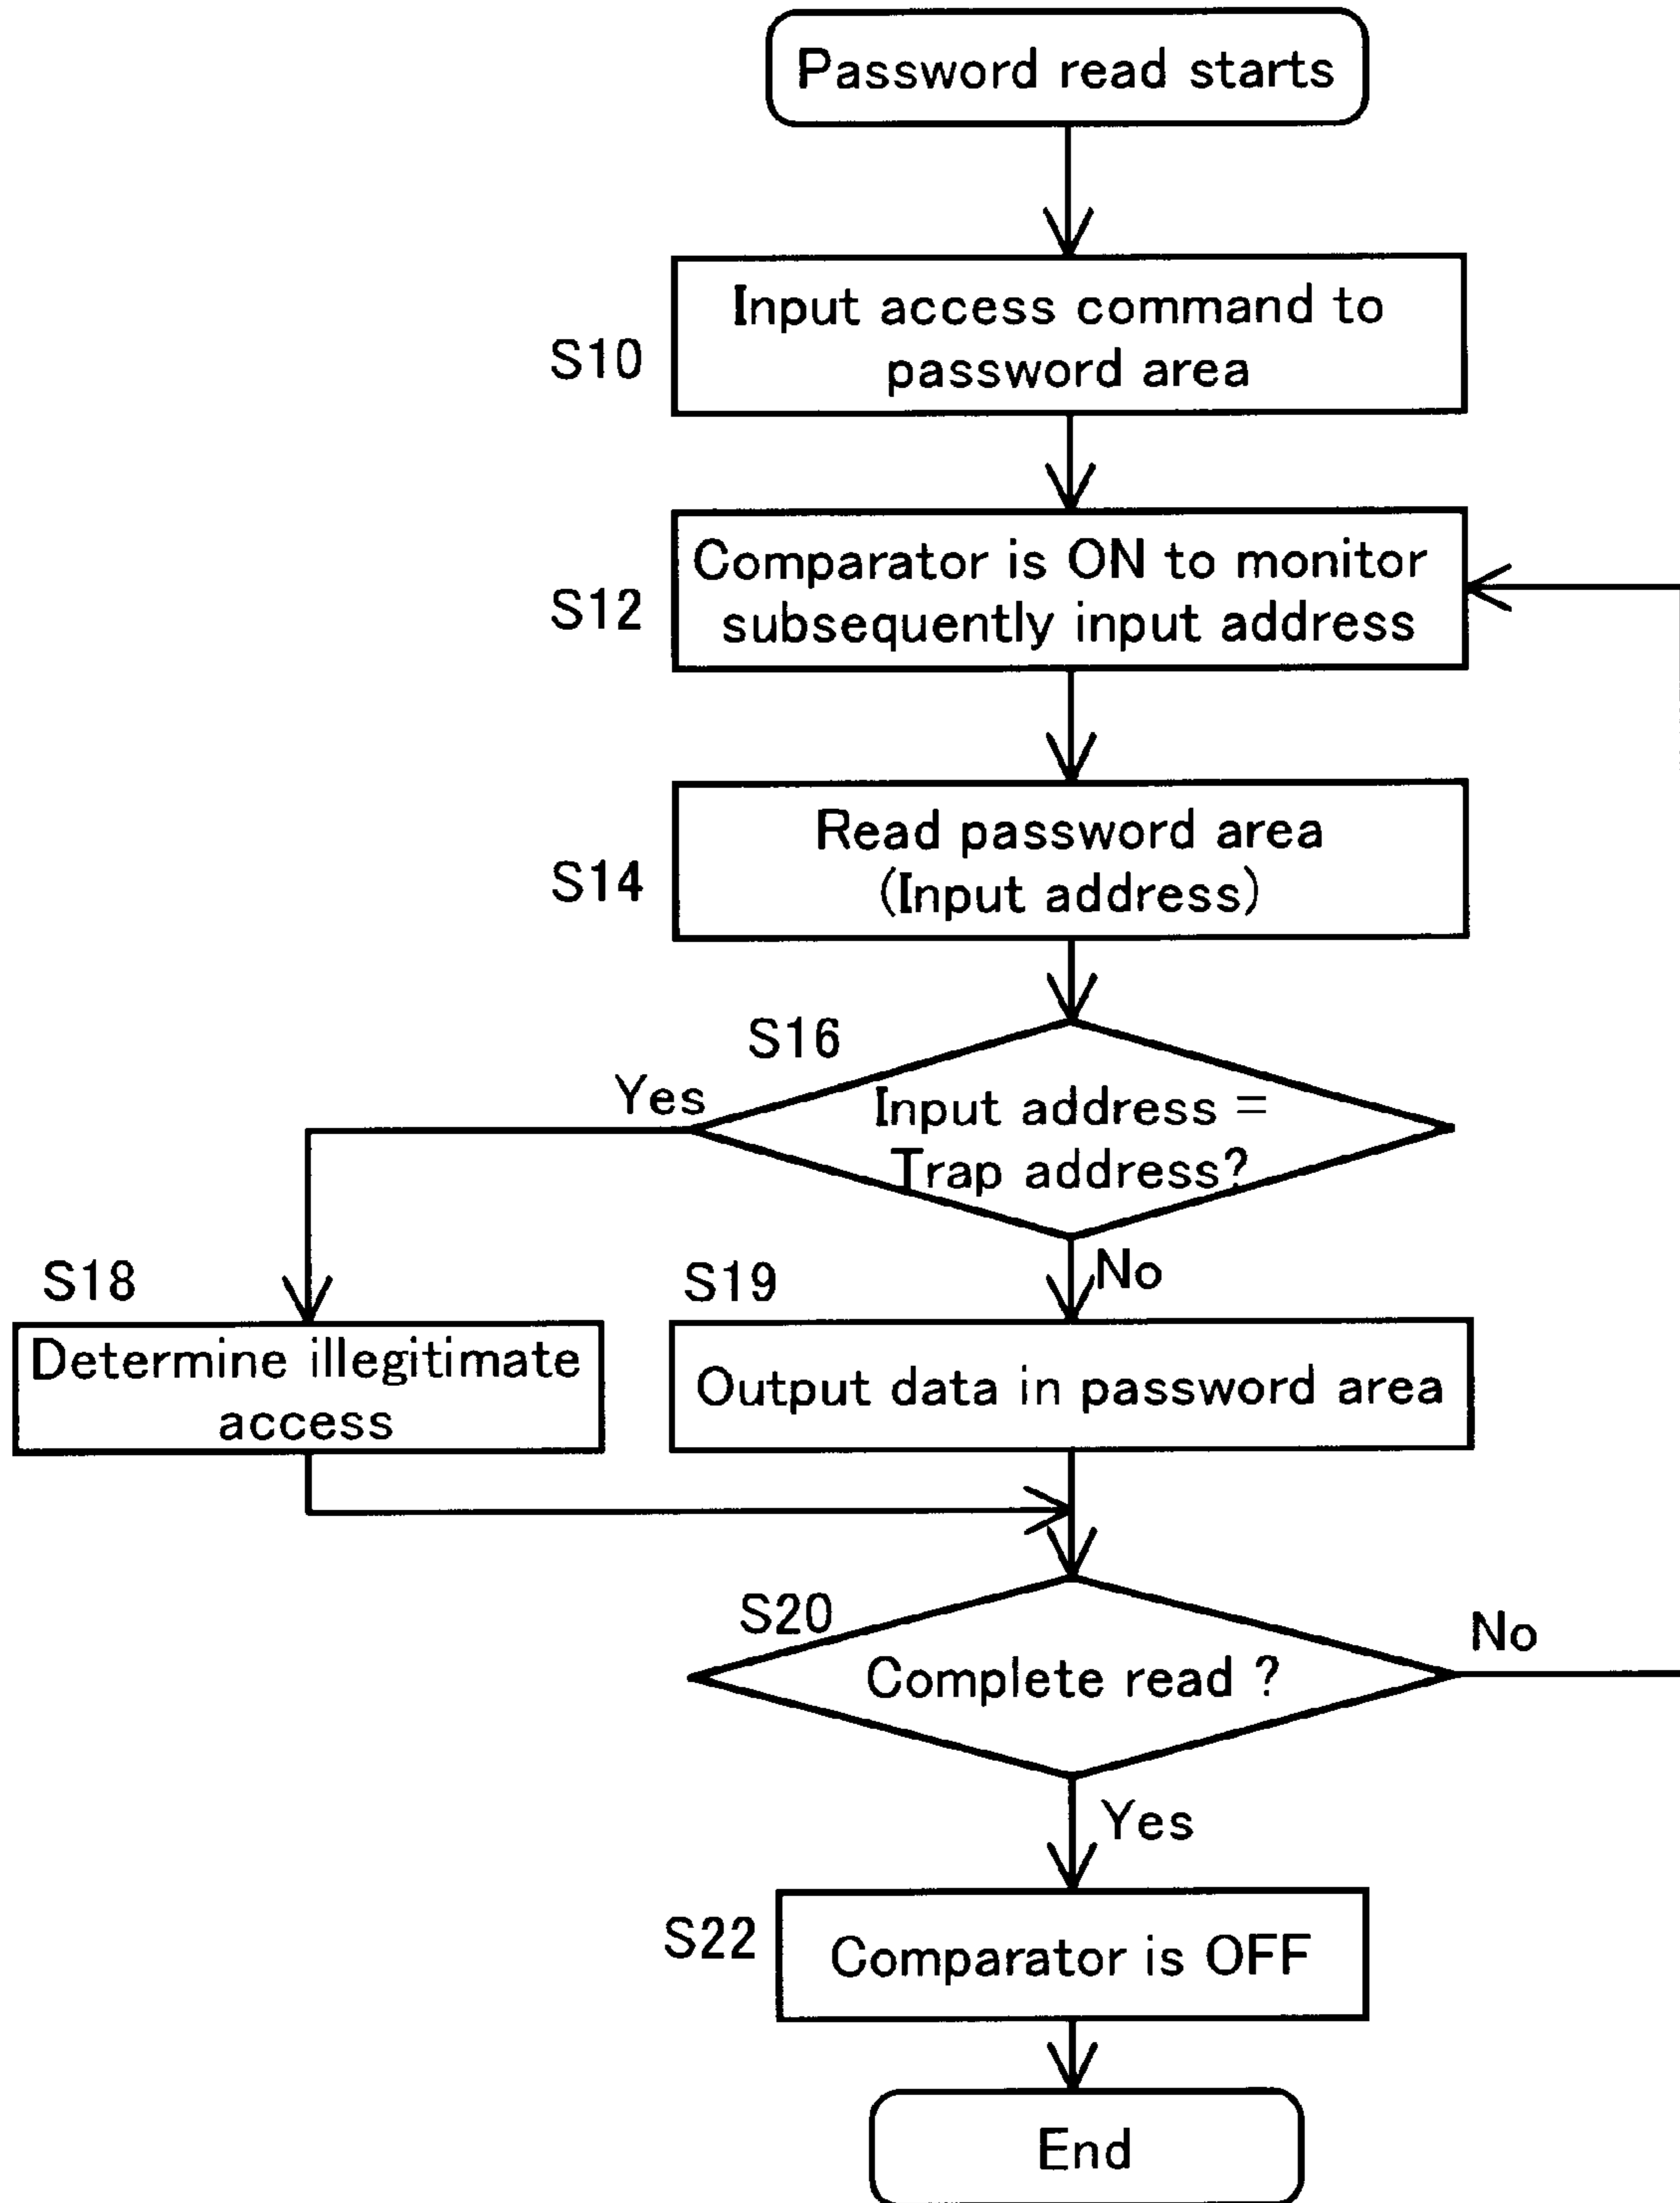 Password read starts
Input access command to
password area
S10
Comparator is ON to monitor
subsequently input address
S12
Read password area
(Input address)
S14
S16
Yes
Input address =
Trap address?
No
S18
S19
Determine illegitimate
access
Output data in password area
S20
No
Complete read ?
Yes
S22
Comparator is OFF
End